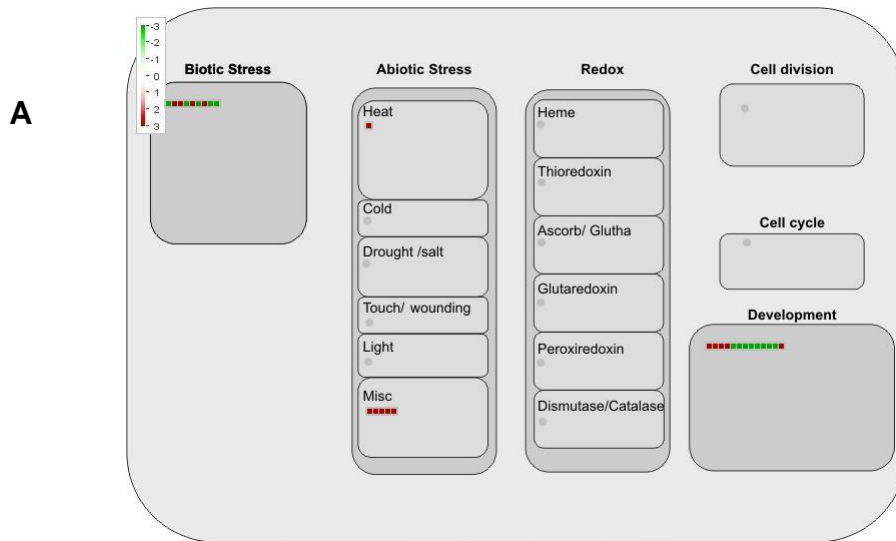 A
-3
-2
-1
0
1
2
3
Biotic Stress
Abiotic Stress
Heat
Cold
Drought /salt
Touch/ wounding
Light
Misc
Redox
Heme
Thioredoxin
Ascorb/ Glutha
Glutaredoxin
Peroxiredoxin
Dismutase/Catalase
Cell division
Cell cycle
Development